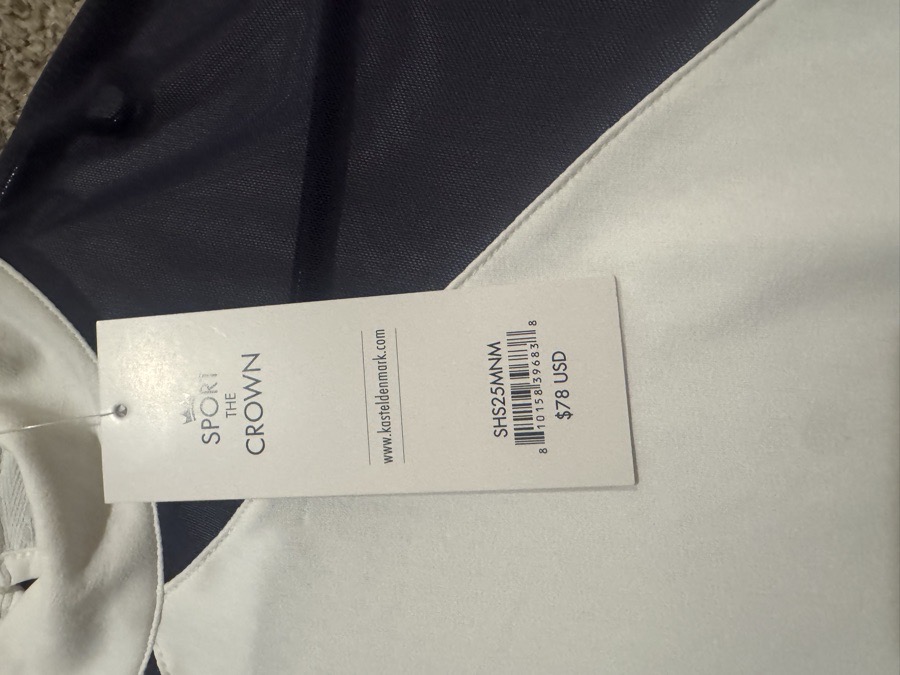 SPORT
THE
CROWN
www.kasteldenmark.com
SHS25MNM
8 10158 39683 8
$78 USD